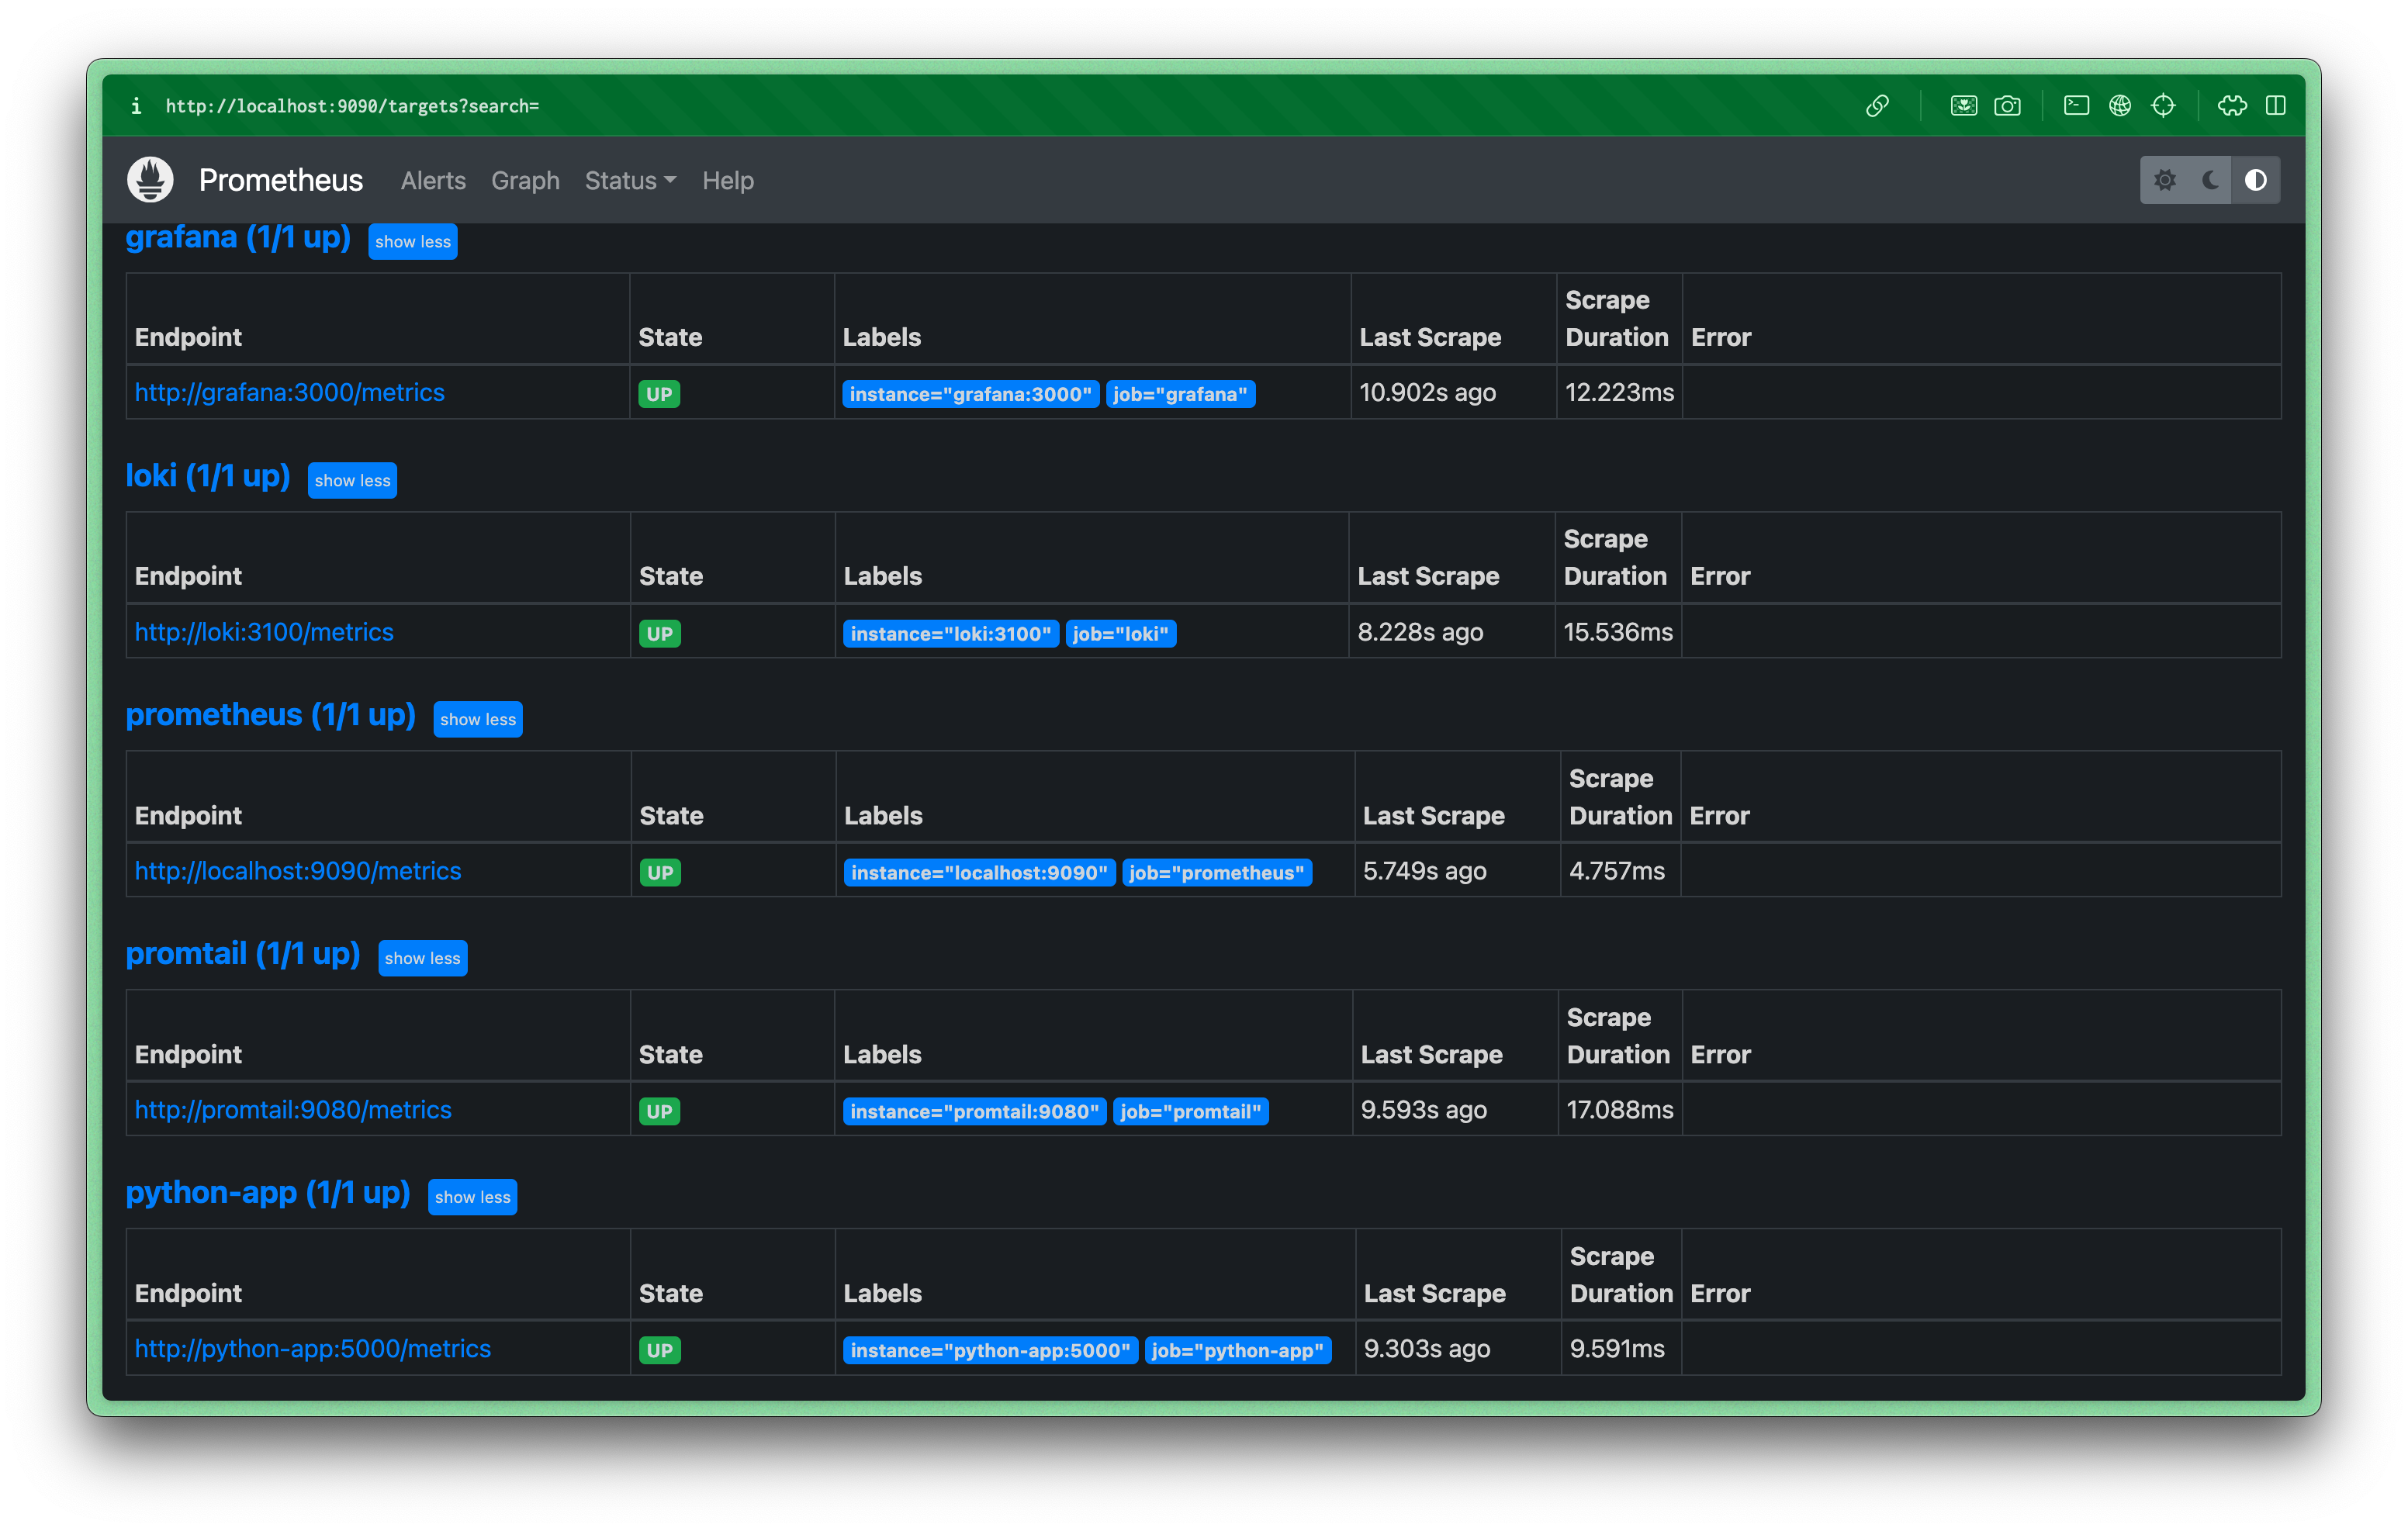 i http://localhost:9090/targets?search=
Prometheus Alerts Graph Status Help
grafana (1/1 up) show less
Endpoint State Labels Last Scrape Scrape Duration Error
http://grafana:3000/metrics UP instance="grafana:3000" job="grafana" 10.902s ago 12.223ms
loki (1/1 up) show less
Endpoint State Labels Last Scrape Scrape Duration Error
http://loki:3100/metrics UP instance="loki:3100" job="loki" 8.228s ago 15.536ms
prometheus (1/1 up) show less
Endpoint State Labels Last Scrape Scrape Duration Error
http://localhost:9090/metrics UP instance="localhost:9090" job="prometheus" 5.749s ago 4.757ms
promtail (1/1 up) show less
Endpoint State Labels Last Scrape Scrape Duration Error
http://promtail:9080/metrics UP instance="promtail:9080" job="promtail" 9.593s ago 17.088ms
python-app (1/1 up) show less
Endpoint State Labels Last Scrape Scrape Duration Error
http://python-app:5000/metrics UP instance="python-app:5000" job="python-app" 9.303s ago 9.591ms